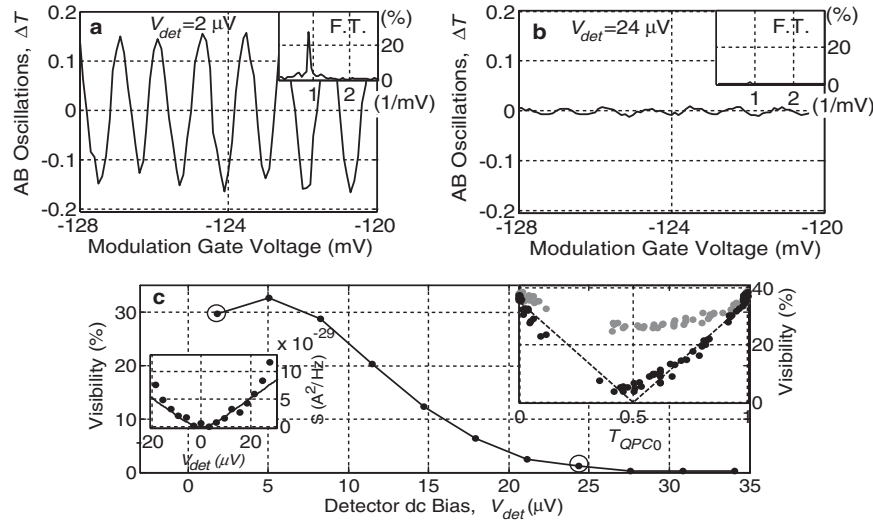 a
V_det=2 µV
F.T.
(%)
20
0
1 2
(1/mV)
AB Oscillations, ΔT
0.2
0.1
0
-0.1
-0.2
-128 -124 -120
Modulation Gate Voltage (mV)
b
V_det=24 µV
F.T.
(%)
20
0
1 2
(1/mV)
AB Oscillations, ΔT
0.2
0.1
0
-0.1
-0.2
-128 -124 -120
Modulation Gate Voltage (mV)
c
Visibility (%)
30
20
10
0
0 5 10 15 20 25 30 35
Detector dc Bias, V_det (µV)
x 10^-29
10
5
0
S (A²/Hz)
-20 0 20
V_det (µV)
40
20
0
Visibility (%)
0 0.5 1
T_QPC0